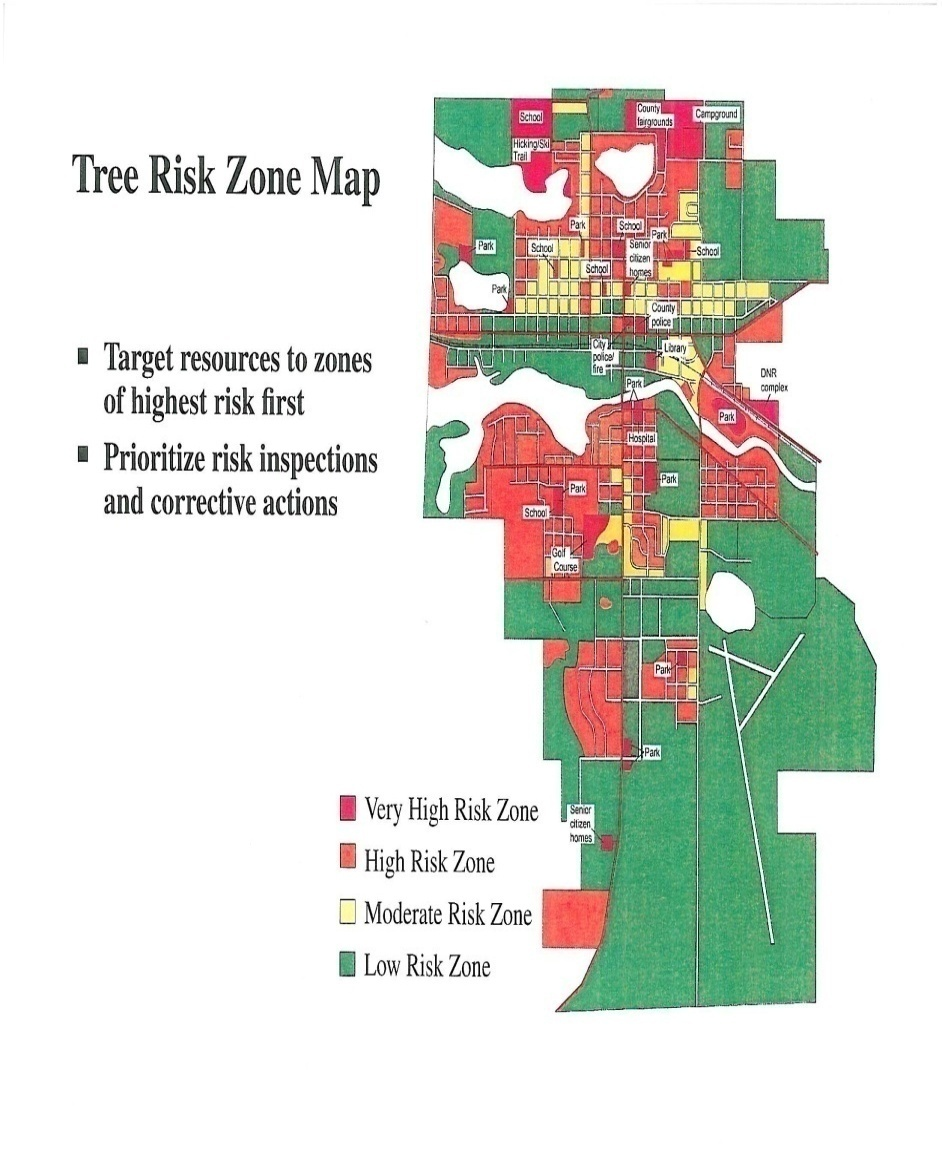 Tree Risk Zone Map
Target resources to zones
of highest risk first
Prioritize risk inspections
and corrective actions
School
County
fairgrounds
Campground
Hicking/Ski
Trail
Park
School
Park
Park
School
Senior
citizen
homes
School
School
Park
County
police
City
police/
fire
Library
DNR
complex
Park
Park
Hospital
Park
Park
School
Golf
Course
Park
Park
Senior
citizen
homes
Very High Risk Zone
High Risk Zone
Moderate Risk Zone
Low Risk Zone